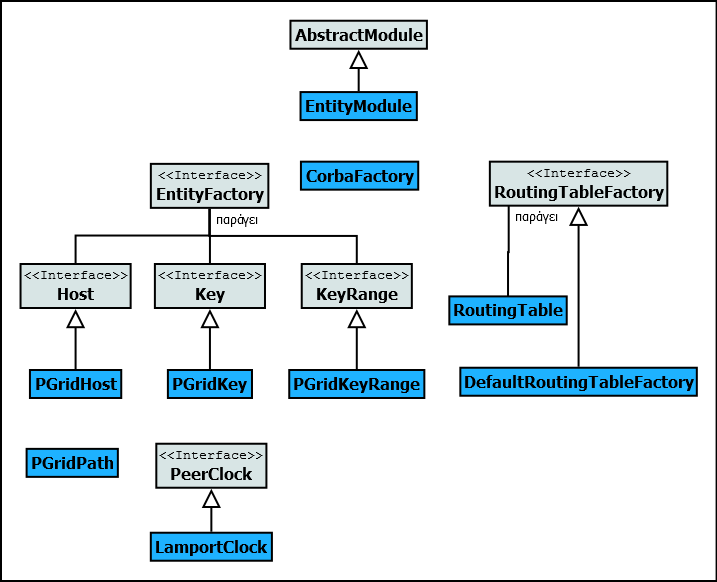 AbstractModule
EntityModule
<<Interface>>
EntityFactory
CorbaFactory
<<Interface>>
RoutingTableFactory
παράγει
παράγει
<<Interface>>
Host
<<Interface>>
Key
<<Interface>>
KeyRange
RoutingTable
PGridHost
PGridKey
PGridKeyRange
DefaultRoutingTableFactory
PGridPath
<<Interface>>
PeerClock
LamportClock